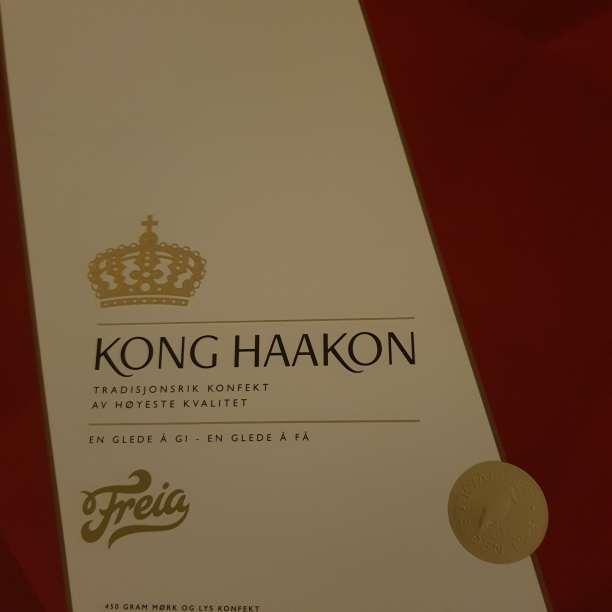 KONG HAAKON
TRADISJONSRIK KONFEKT
AV HØYESTE KVALITET
EN GLEDE Å GI - EN GLEDE Å FÅ
Freia
450 GRAM MØRK OG LYS KONFEKT